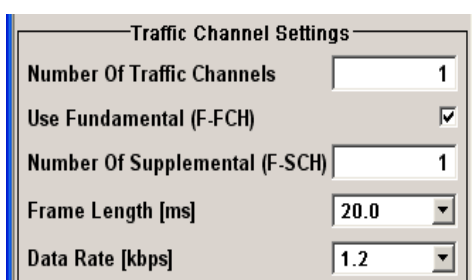 Traffic Channel Settings
Number Of Traffic Channels 1
Use Fundamental (F-FCH)
Number Of Supplemental (F-SCH) 1
Frame Length [ms] 20.0
Data Rate [kbps] 1.2